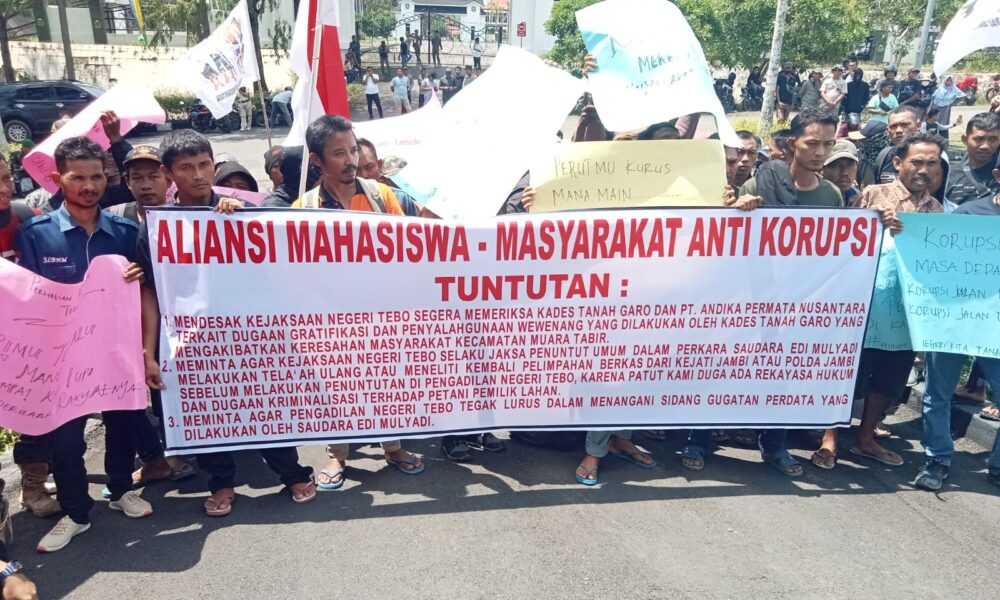 ALIANSI MAHASISWA - MASYARAKAT ANTI KORUPSI
TUNTUTAN :
1. MENDESAK KEJAKSAAN NEGERI TEBO SEGERA MEMERIKSA KADES TANAH GARO DAN PT. ANDIKA PERMATA NUSANTARA
TERKAIT DUGAAN GRATIFIKASI DAN PENYALAHGUNAAN WEWENANG YANG DILAKUKAN OLEH KADES TANAH GARO YANG
MENGAKIBATKAN KERESAHAN MASYARAKAT KECAMATAN MUARA TABIR.
2. MEMINTA AGAR KEJAKSAAN NEGERI TEBO SELAKU JAKSA PENUNTUT UMUM DALAM PERKARA SAUDARA EDI MULYADI
MELAKUKAN TELA'AH ULANG ATAU MENELITI KEMBALI PELIMPAHAN BERKAS DARI KEJATI JAMBI ATAU POLDA JAMBI
SEBELUM MELAKUKAN PENUNTUTAN DI PENGADILAN NEGERI TEBO, KARENA PATUT KAMI DUGA ADA REKAYASA HUKUM
DAN DUGAAN KRIMINALISASI TERHADAP PETANI PEMILIK LAHAN.
3. MEMINTA AGAR PENGADILAN NEGERI TEBO TEGAK LURUS DALAM MENANGANI SIDANG GUGATAN PERDATA YANG
DILAKUKAN OLEH SAUDARA EDI MULYADI.
PERUTMU KURUS
MANA MAIN..........
KORUPSI
MASA DEPA
KORUPSI JALAN
KORUPSI JALAN
NEGERI KITA